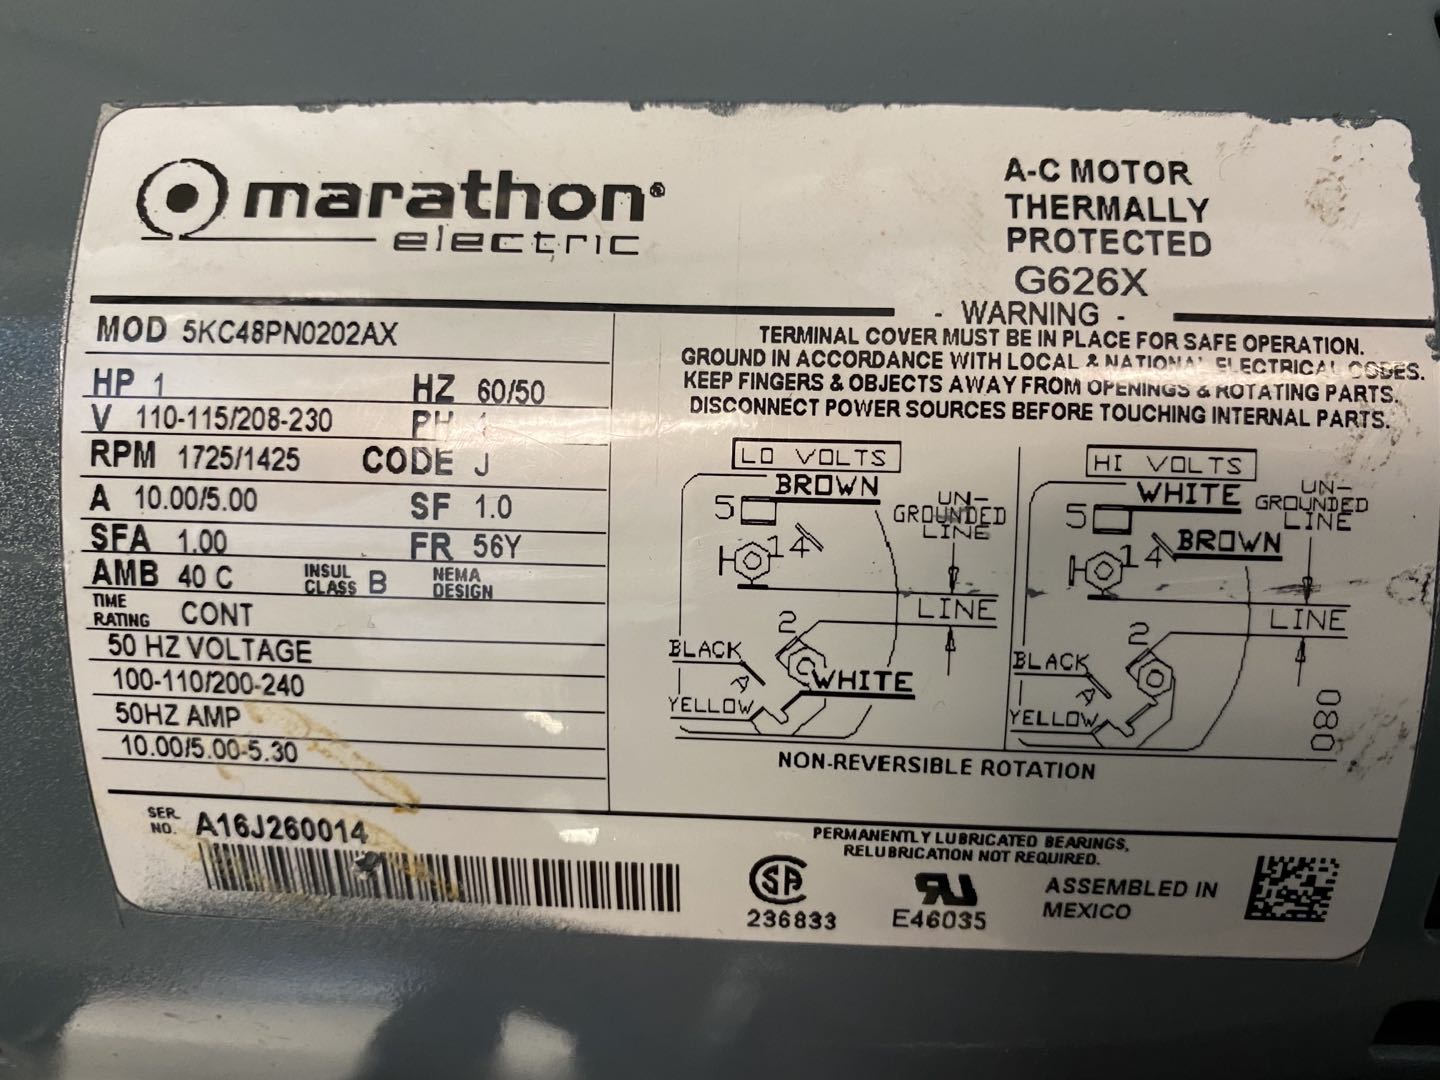 marathon®
electric
A-C MOTOR
THERMALLY
PROTECTED
G626X
MOD 5KC48PN0202AX
HP 1 HZ 60/50
V 110-115/208-230 PH 1
RPM 1725/1425 CODE J
A 10.00/5.00 SF 1.0
SFA 1.00 FR 56Y
AMB 40 C INSUL CLASS B NEMA DESIGN
TIME RATING CONT
50 HZ VOLTAGE
100-110/200-240
50HZ AMP
10.00/5.00-5.30
- WARNING -
TERMINAL COVER MUST BE IN PLACE FOR SAFE OPERATION.
GROUND IN ACCORDANCE WITH LOCAL & NATIONAL ELECTRICAL CODES.
KEEP FINGERS & OBJECTS AWAY FROM OPENINGS & ROTATING PARTS.
DISCONNECT POWER SOURCES BEFORE TOUCHING INTERNAL PARTS.
LO VOLTS
5 BROWN
UN-
GROUNDED
LINE
1 4
2
LINE
BLACK
WHITE
YELLOW
HI VOLTS
5 WHITE
UN-
GROUNDED
LINE
1 4 BROWN
2
LINE
BLACK
YELLOW
080
NON-REVERSIBLE ROTATION
SER.
NO. A16J260014
PERMANENTLY LUBRICATED BEARINGS,
RELUBRICATION NOT REQUIRED.
236833 E46035
ASSEMBLED IN
MEXICO